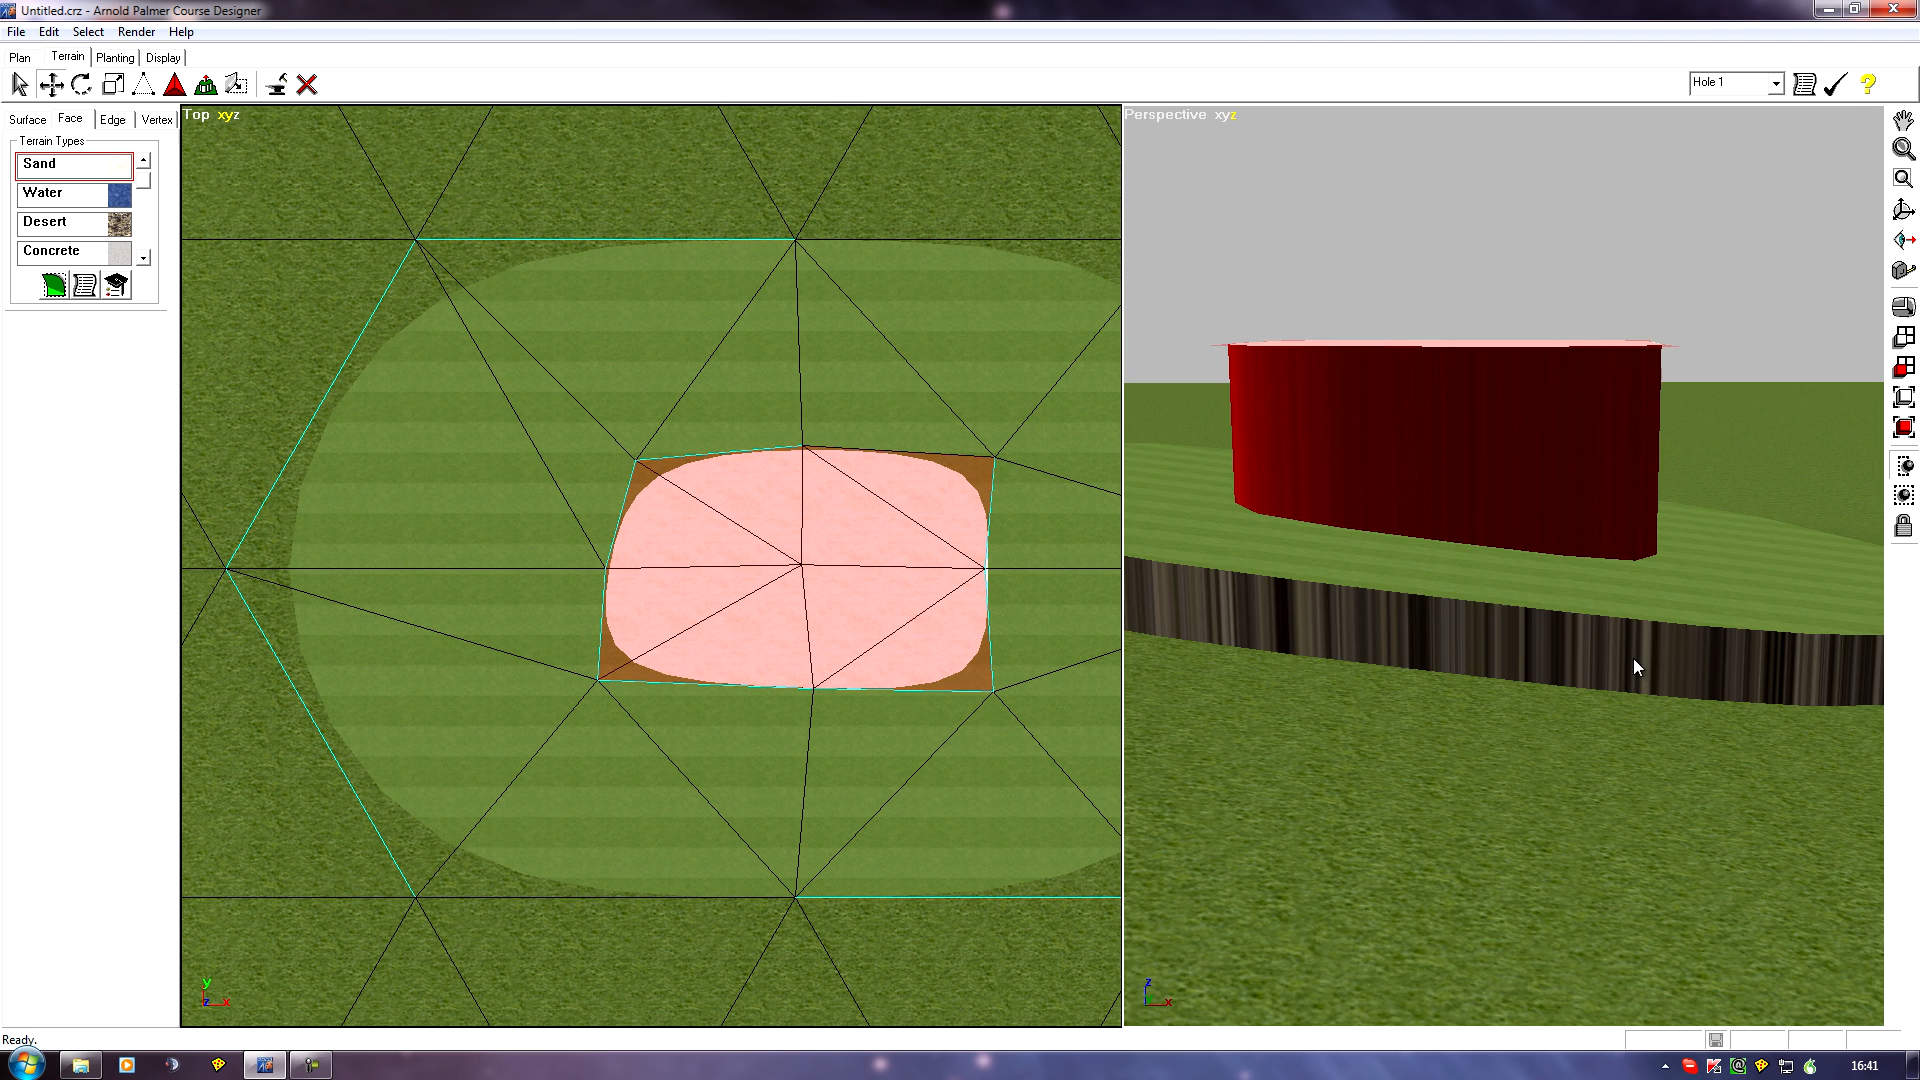 Untitled.crz - Arnold Palmer Course Designer
File Edit Select Render Help
Plan Terrain Planting Display
Hole 1
Surface Face Edge Vertex
Terrain Types
Sand
Water
Desert
Concrete
Top xyz
Perspective xyz
y
z x
z
x
Ready.
16:41